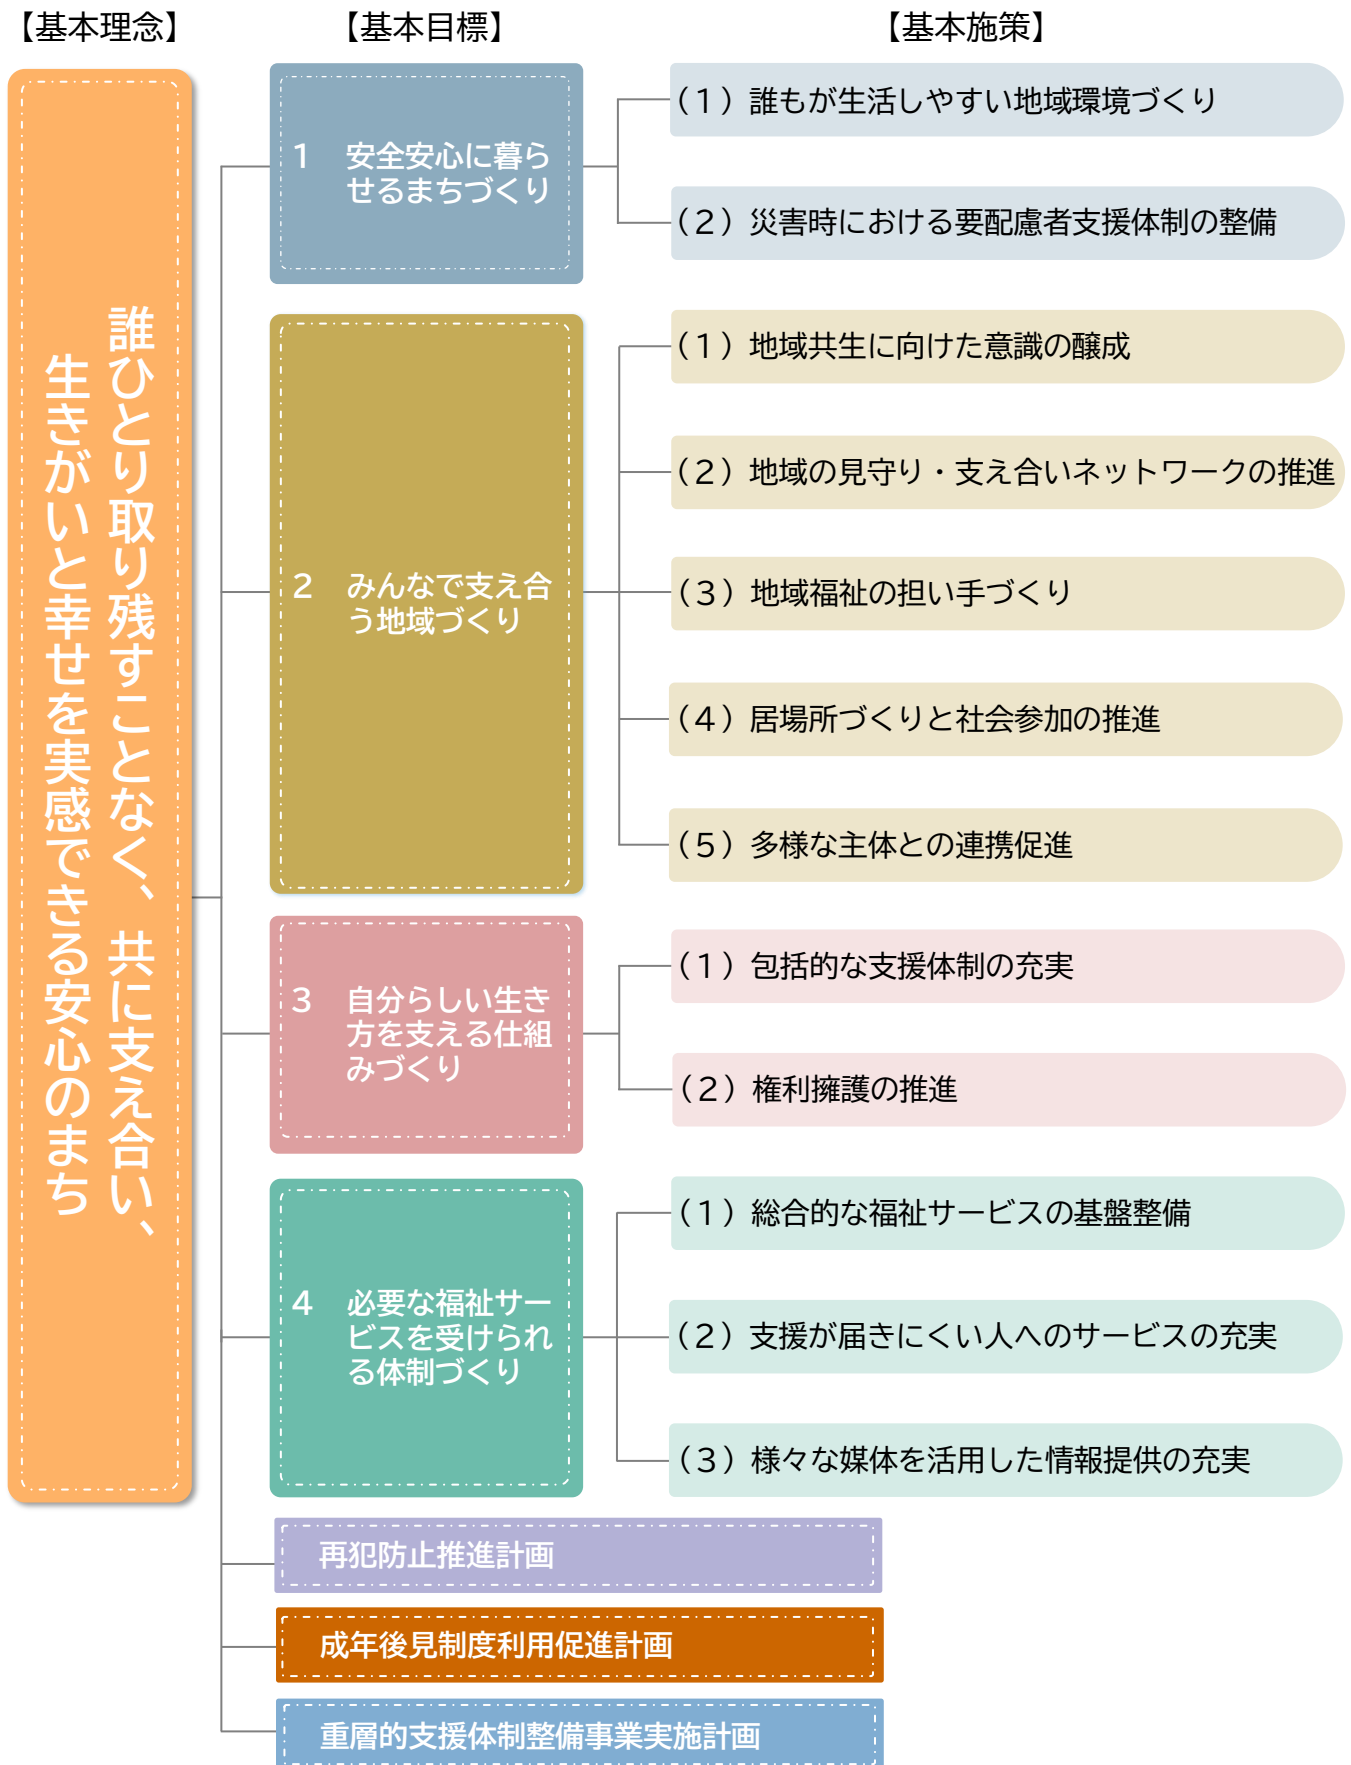 【基本理念】
【基本目標】
【基本施策】
誰ひとり取り残すことなく、共に支え合い、
生きがいと幸せを実感できる安心のまち
1　安全安心に暮ら
せるまちづくり
（1）誰もが生活しやすい地域環境づくり
（2）災害時における要配慮者支援体制の整備
2　みんなで支え合
う地域づくり
（1）地域共生に向けた意識の醸成
（2）地域の見守り・支え合いネットワークの推進
（3）地域福祉の担い手づくり
（4）居場所づくりと社会参加の推進
（5）多様な主体との連携促進
3　自分らしい生き
方を支える仕組
みづくり
（1）包括的な支援体制の充実
（2）権利擁護の推進
4　必要な福祉サー
ビスを受けられ
る体制づくり
（1）総合的な福祉サービスの基盤整備
（2）支援が届きにくい人へのサービスの充実
（3）様々な媒体を活用した情報提供の充実
再犯防止推進計画
成年後見制度利用促進計画
重層的支援体制整備事業実施計画